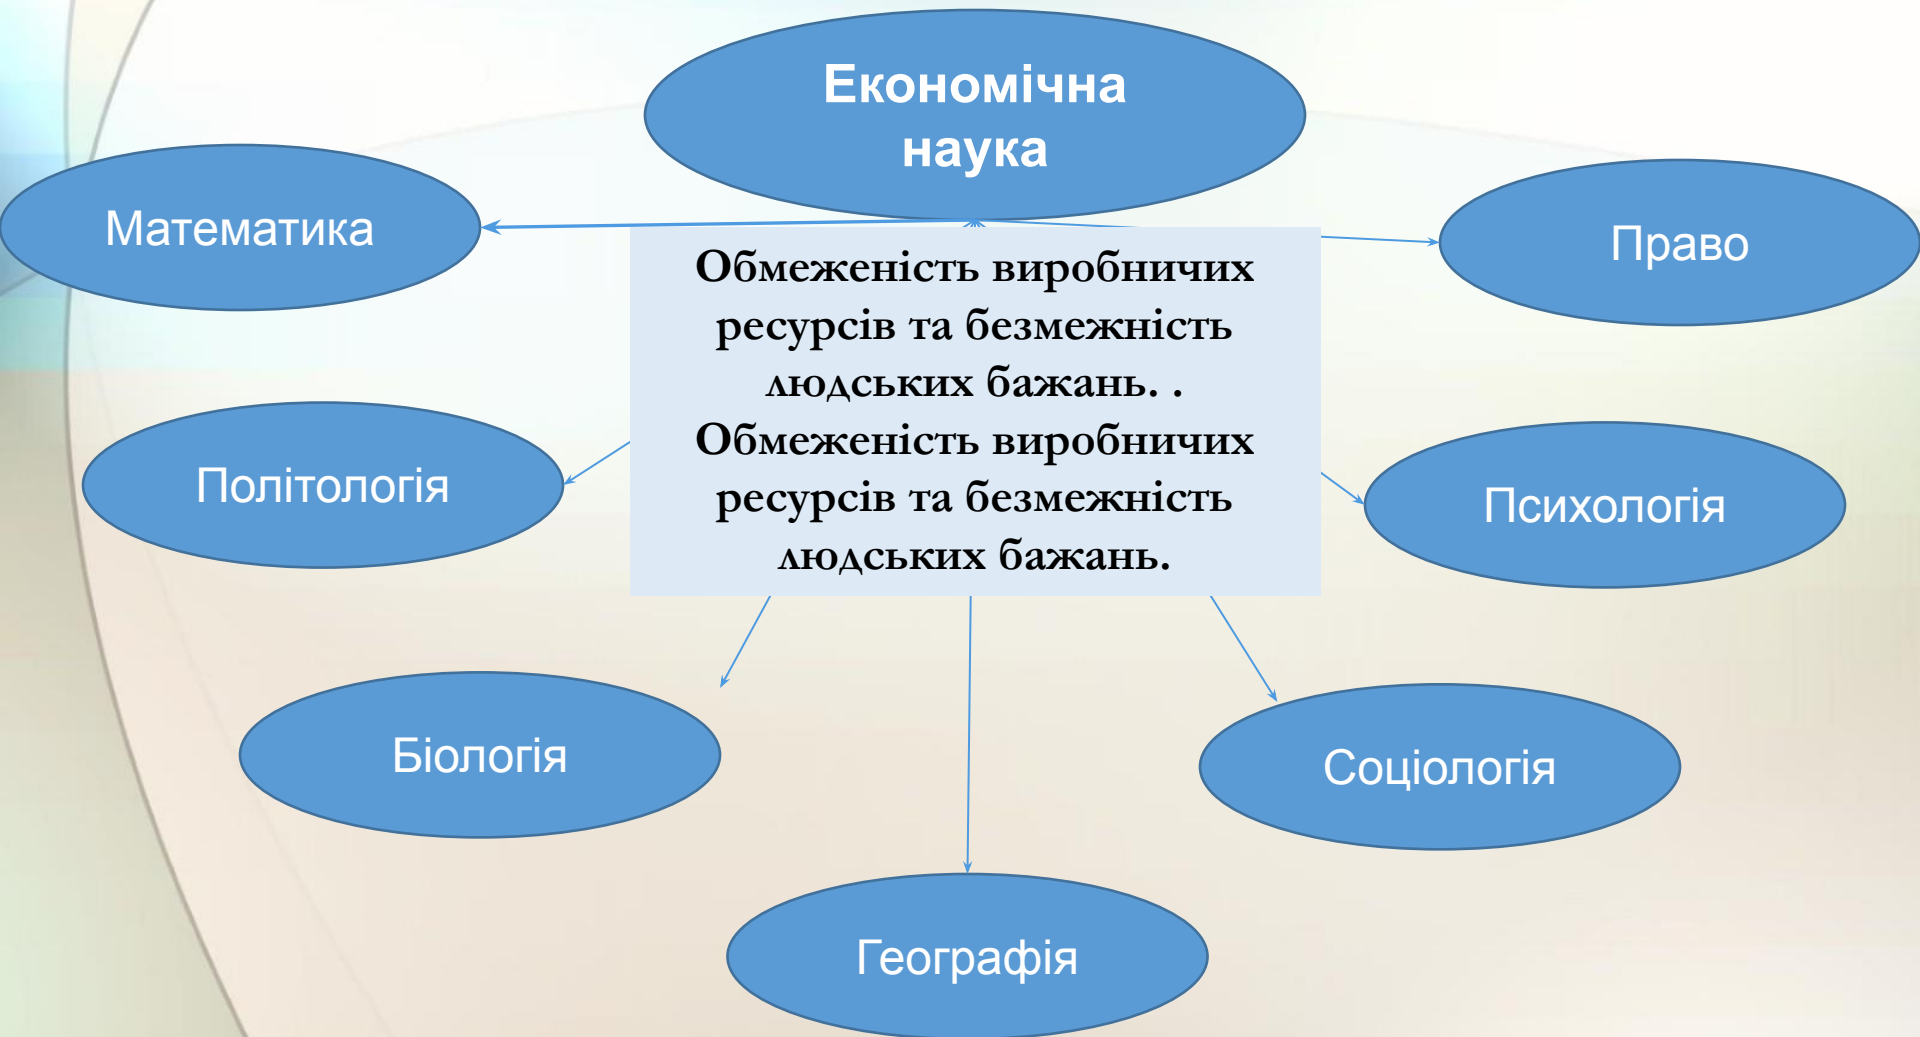 Економічна
наука
Математика
Право
Обмеженість виробничих
ресурсів та безмежність
людських бажань. .
Обмеженість виробничих
ресурсів та безмежність
людських бажань.
Політологія
Психологія
Біологія
Соціологія
Географія